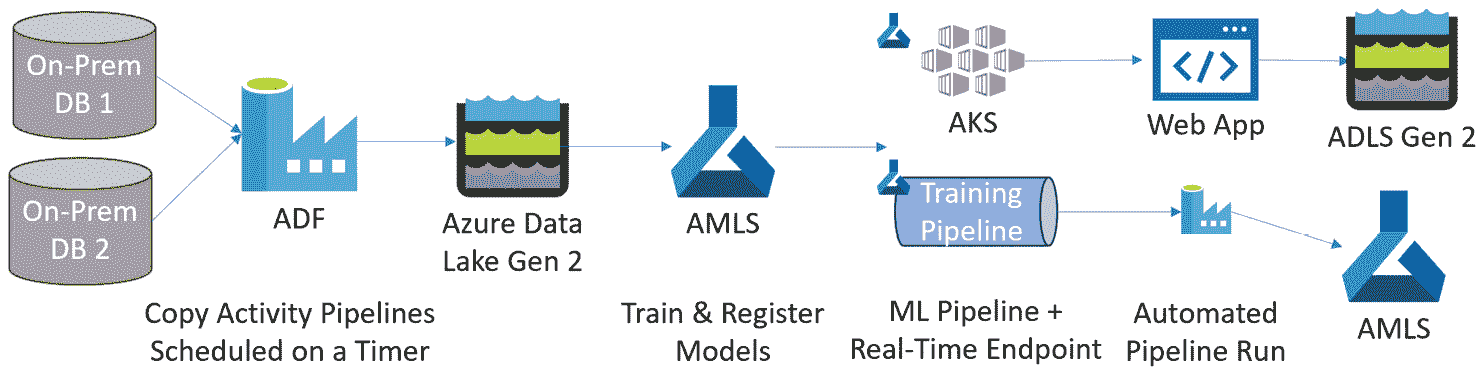 On-Prem
DB 1
On-Prem
DB 2
ADF
Azure Data
Lake Gen 2
AMLS
AKS
Web App
ADLS Gen 2
Training
Pipeline
AMLS
Copy Activity Pipelines
Scheduled on a Timer
Train & Register
Models
ML Pipeline +
Real-Time Endpoint
Automated
Pipeline Run